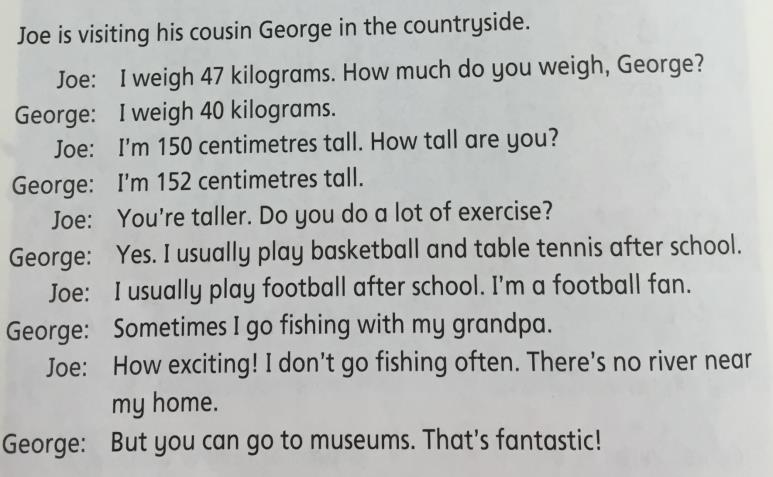 Joe is visiting his cousin George in the countryside.
Joe: I weigh 47 kilograms. How much do you weigh, George?
George: I weigh 40 kilograms.
Joe: I'm 150 centimetres tall. How tall are you?
George: I'm 152 centimetres tall.
Joe: You're taller. Do you do a lot of exercise?
George: Yes. I usually play basketball and table tennis after school.
Joe: I usually play football after school. I'm a football fan.
George: Sometimes I go fishing with my grandpa.
Joe: How exciting! I don't go fishing often. There's no river near
my home.
George: But you can go to museums. That's fantastic!